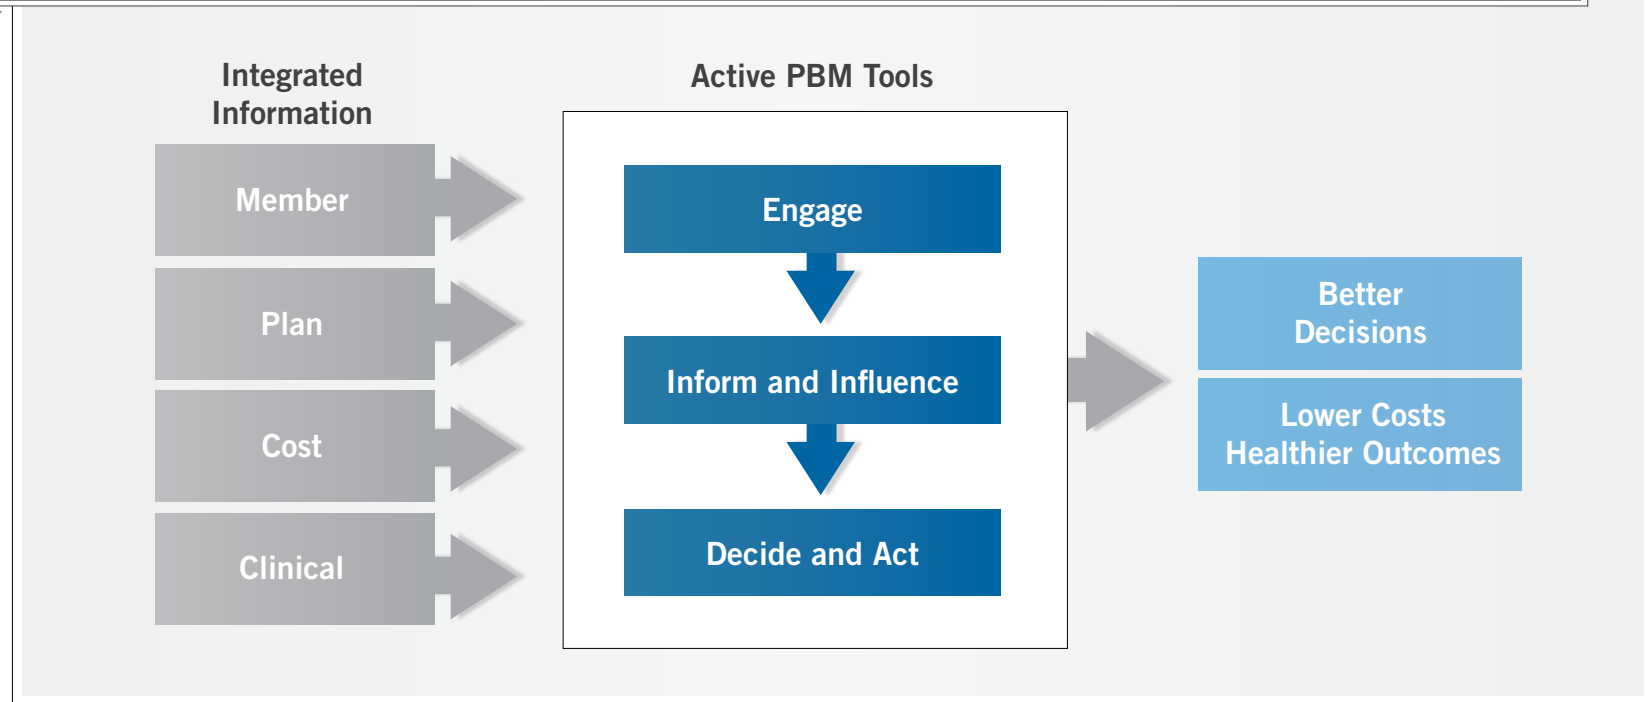 Integrated
Information
Member
Plan
Cost
Clinical
Active PBM Tools
Engage
Inform and Influence
Decide and Act
Better
Decisions
Lower Costs
Healthier Outcomes